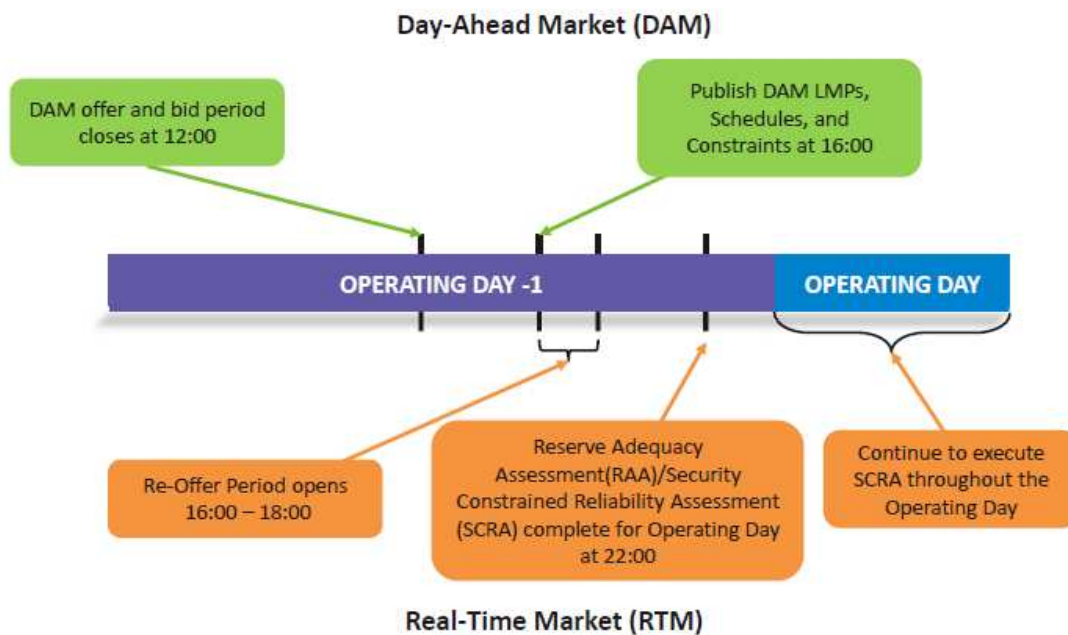 Day-Ahead Market (DAM)
DAM offer and bid period
closes at 12:00
Publish DAM LMPs,
Schedules, and
Constraints at 16:00
OPERATING DAY -1
OPERATING DAY
Re-Offer Period opens
16:00 – 18:00
Reserve Adequacy
Assessment(RAA)/Security
Constrained Reliability Assessment
(SCRA) complete for Operating Day
at 22:00
Continue to execute
SCRA throughout the
Operating Day
Real-Time Market (RTM)